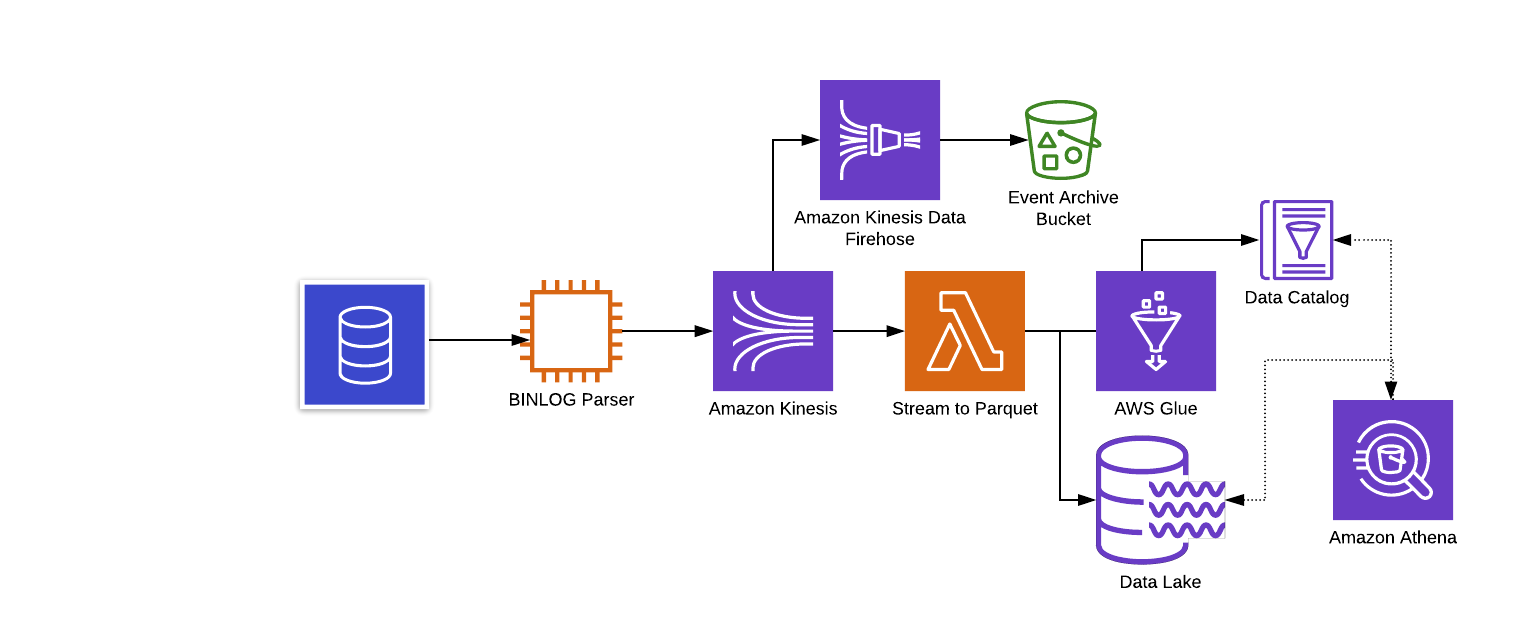 Amazon Kinesis Data
Firehose
Event Archive
Bucket
Data Catalog
BINLOG Parser
Amazon Kinesis
Stream to Parquet
AWS Glue
Amazon Athena
Data Lake